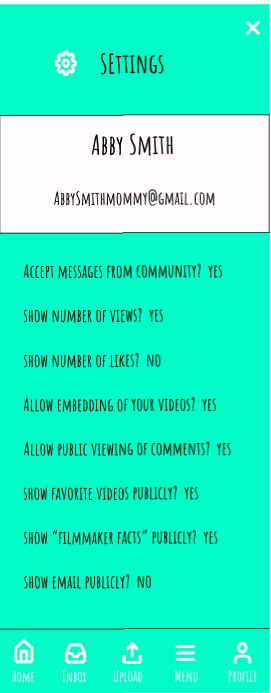 Settings
Abby Smith
AbbySmithmommy@gmail.com
Accept messages from community? yes
show number of views? yes
show number of likes? no
Allow embedding of your videos? yes
Allow public viewing of comments? yes
show favorite videos publicly? yes
show "filmmaker facts" publicly? yes
show email publicly? no
Home Inbox Upload Menu Profile